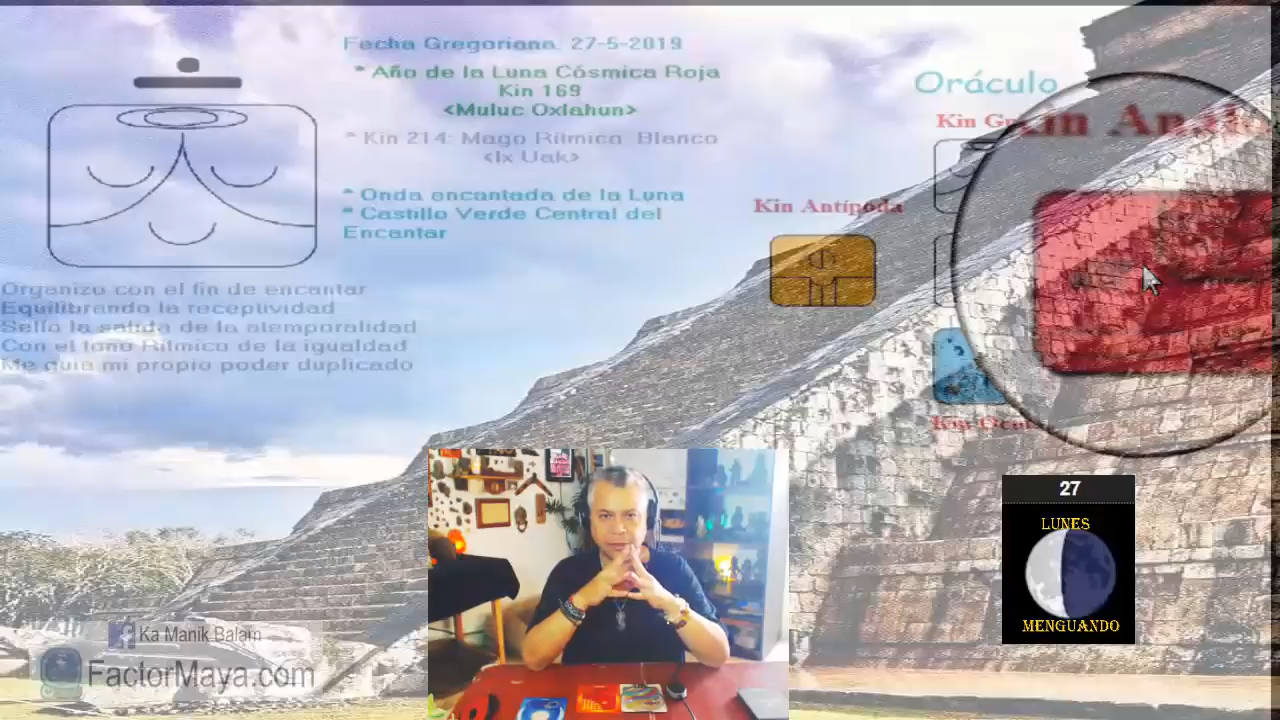 Fecha Gregoriana: 27-5-2019
* Año de la Luna Cósmica Roja
Kin 169
<Muluc Oxlahun>
* Kin 214: Mago Rítmico Blanco
<Ix Uak>
* Onda encantada de la Luna
* Castillo Verde Central del
Encantar
Organizo con el fin de encantar
Equilibrando la receptividad
Sello la salida de la atemporalidad
Con el tono Rítmico de la igualdad
Me guía mi propio poder duplicado
Oráculo
Kin
Kin
Kin Antípoda
Kin
27
LUNES
MENGUANDO
Ka Manik Balam
FactorMaya.com